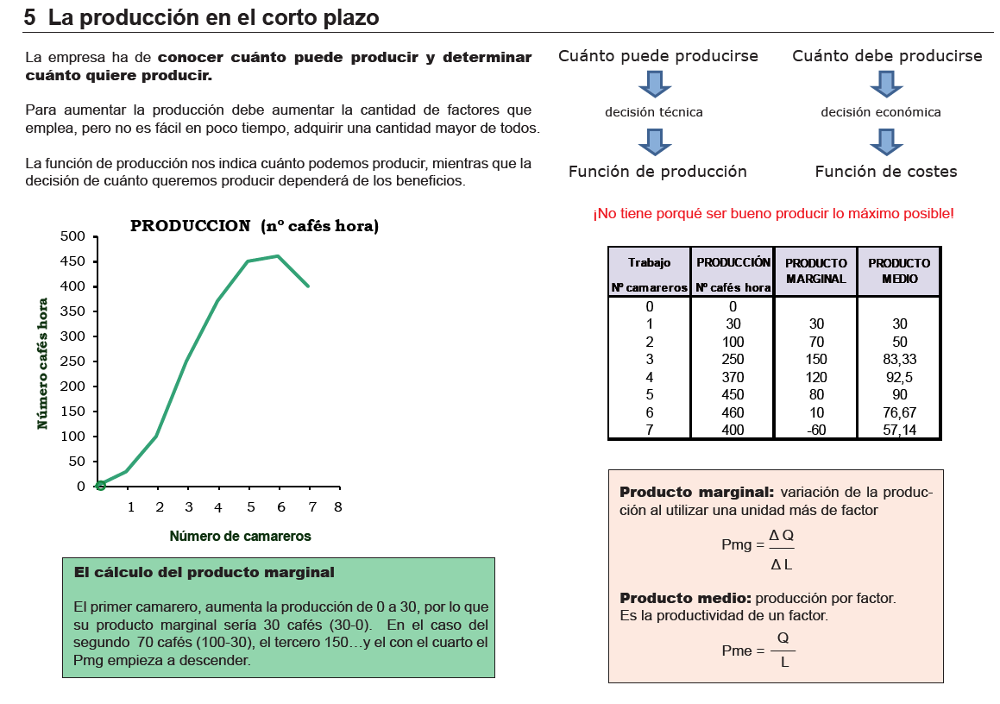 5 La producción en el corto plazo
La empresa ha de conocer cuánto puede producir y determinar
cuánto quiere producir.
Para aumentar la producción debe aumentar la cantidad de factores que
emplea, pero no es fácil en poco tiempo, adquirir una cantidad mayor de todos.
La función de producción nos indica cuánto podemos producir, mientras que la
decisión de cuánto queremos producir dependerá de los beneficios.
Cuánto puede producirse
decisión técnica
Función de producción
Cuánto debe producirse
decisión económica
Función de costes
¡No tiene porqué ser bueno producir lo máximo posible!
PRODUCCION (nº cafés hora)
Número cafés hora
500
450
400
350
300
250
200
150
100
50
0
1 2 3 4 5 6 7 8
Número de camareros
Trabajo PRODUCCIÓN PRODUCTO PRODUCTO
MARGINAL MEDIO
Nº camareros Nº cafés hora
0 0
1 30 30 30
2 100 70 50
3 250 150 83,33
4 370 120 92,5
5 450 80 90
6 460 10 76,67
7 400 -60 57,14
El cálculo del producto marginal
El primer camarero, aumenta la producción de 0 a 30, por lo que
su producto marginal sería 30 cafés (30-0). En el caso del
segundo 70 cafés (100-30), el tercero 150…y el con el cuarto el
Pmg empieza a descender.
Producto marginal: variación de la produc-
ción al utilizar una unidad más de factor
Pmg = Δ Q
Δ L
Producto medio: producción por factor.
Es la productividad de un factor.
Pme = Q
L